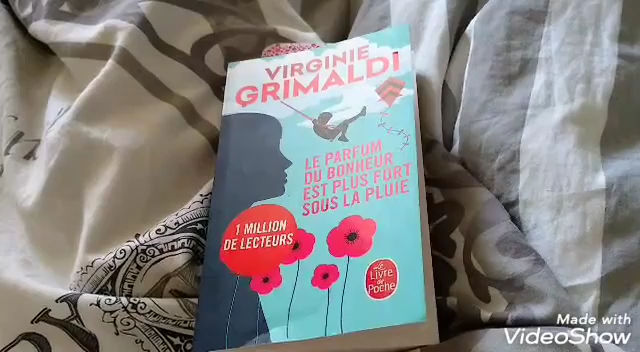 VIRGINIE
GRIMALDI
LE PARFUM
DU BONHEUR
EST PLUS FORT
SOUS LA PLUIE
1 MILLION
DE LECTEURS
Le
Livre
de
Poche
Made with
VideoShow